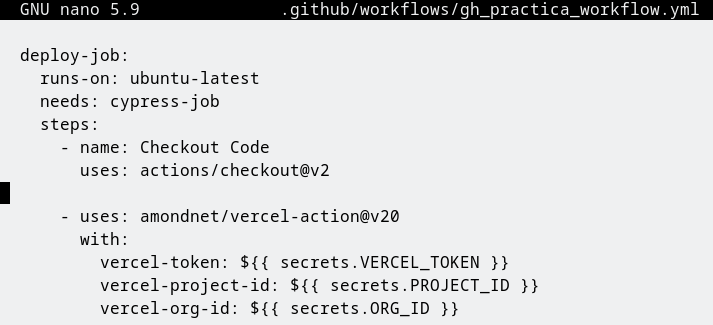 GNU nano 5.9 .github/workflows/gh_practica_workflow.yml
deploy-job:
runs-on: ubuntu-latest
needs: cypress-job
steps:
- name: Checkout Code
uses: actions/checkout@v2
- uses: amondnet/vercel-action@v20
with:
vercel-token: ${{ secrets.VERCEL_TOKEN }}
vercel-project-id: ${{ secrets.PROJECT_ID }}
vercel-org-id: ${{ secrets.ORG_ID }}